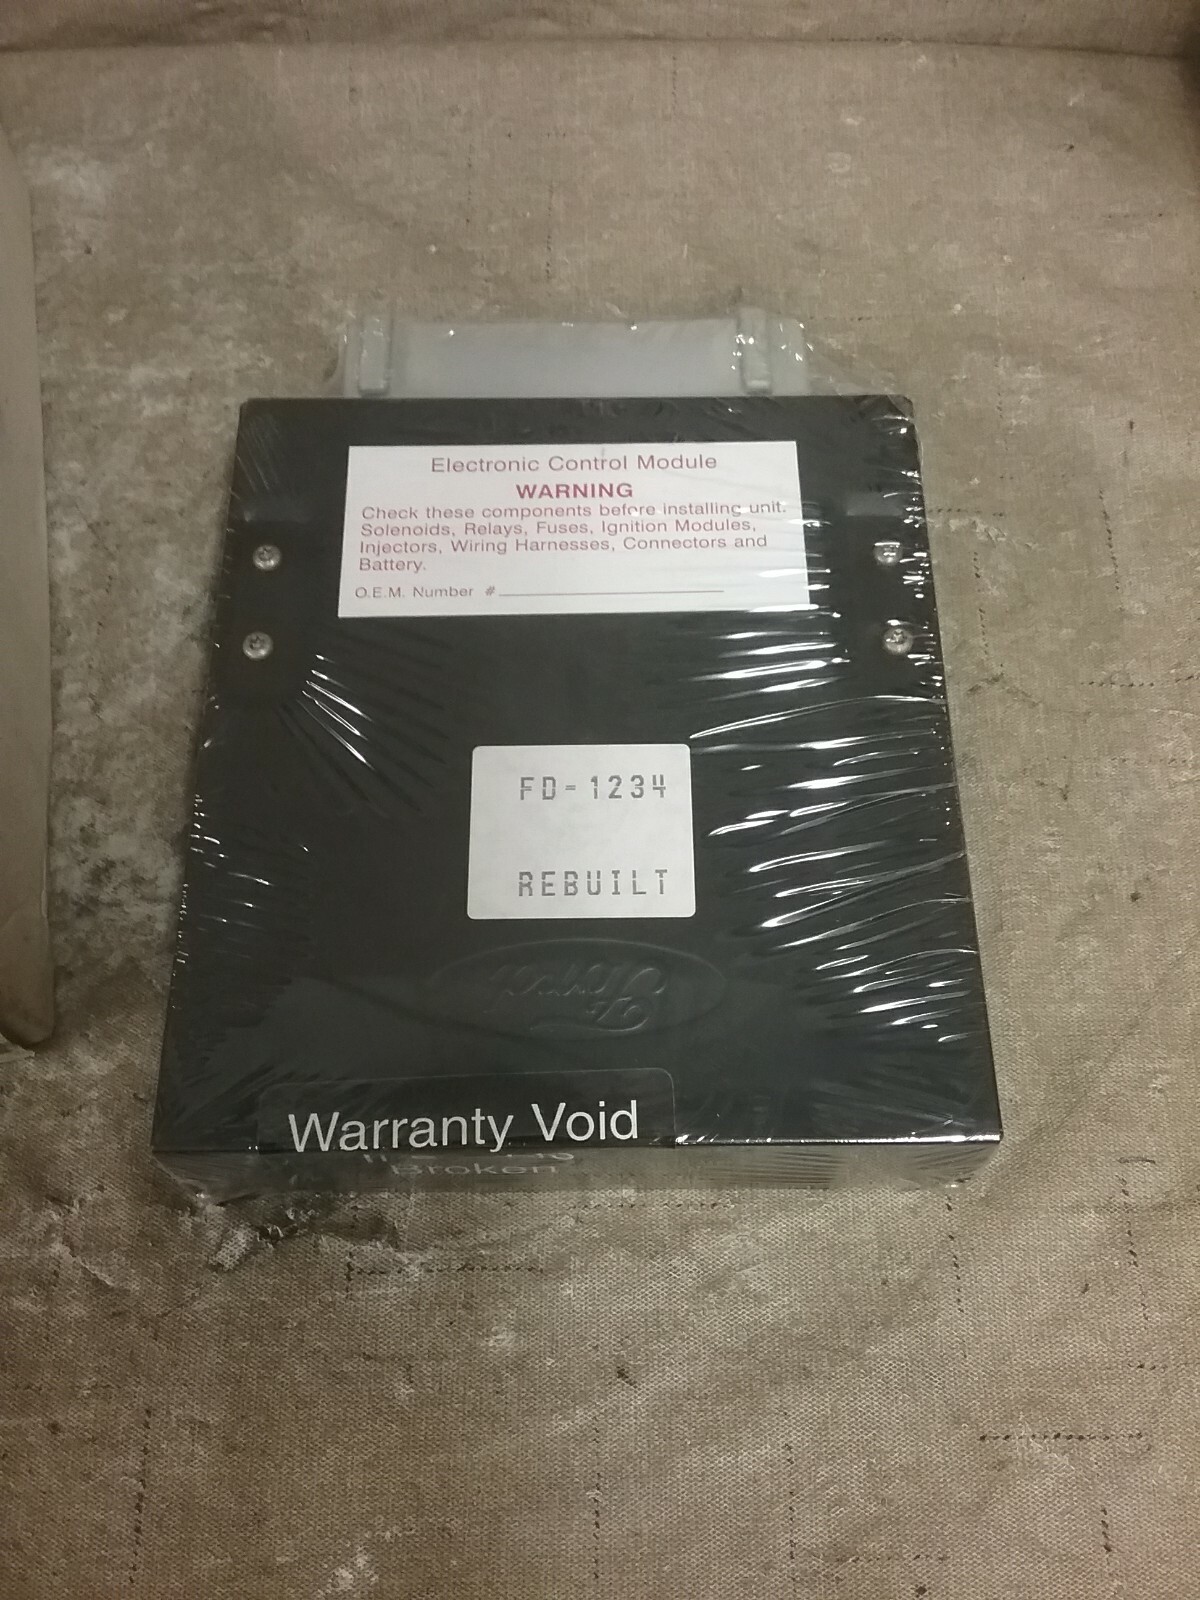 Electronic Control Module
WARNING
Check these components before installing unit.
Solenoids, Relays, Fuses, Ignition Modules,
Injectors, Wiring Harnesses, Connectors and
Battery.
O.E.M. Number #
FD-1234
REBUILT
Ford
Warranty Void
Broken